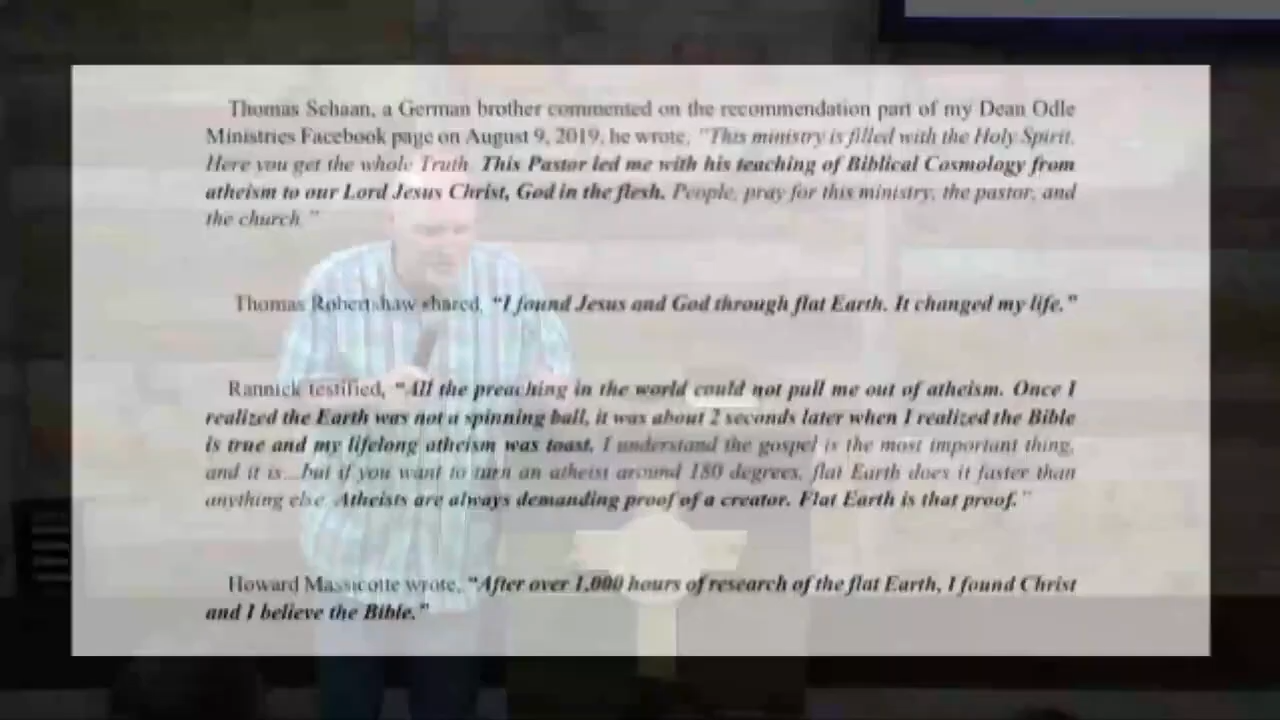 Thomas Schaan, a German brother commented on the recommendation part of my Dean Odle
Ministries Facebook page on August 9, 2019, he wrote, "This ministry is filled with the Holy Spirit.
Here you get the whole Truth. This Pastor led me with his teaching of Biblical Cosmology from
atheism to our Lord Jesus Christ, God in the flesh. People, pray for this ministry, the pastor, and
the church."
Thomas Robertshaw shared, “I found Jesus and God through flat Earth. It changed my life.”
Rannick testified, “All the preaching in the world could not pull me out of atheism. Once I
realized the Earth was not a spinning ball, it was about 2 seconds later when I realized the Bible
is true and my lifelong atheism was toast. I understand the gospel is the most important thing,
and it is...but if you want to turn an atheist around 180 degrees, flat Earth does it faster than
anything else. Atheists are always demanding proof of a creator. Flat Earth is that proof.”
Howard Massicotte wrote, “After over 1,000 hours of research of the flat Earth, I found Christ
and I believe the Bible.”